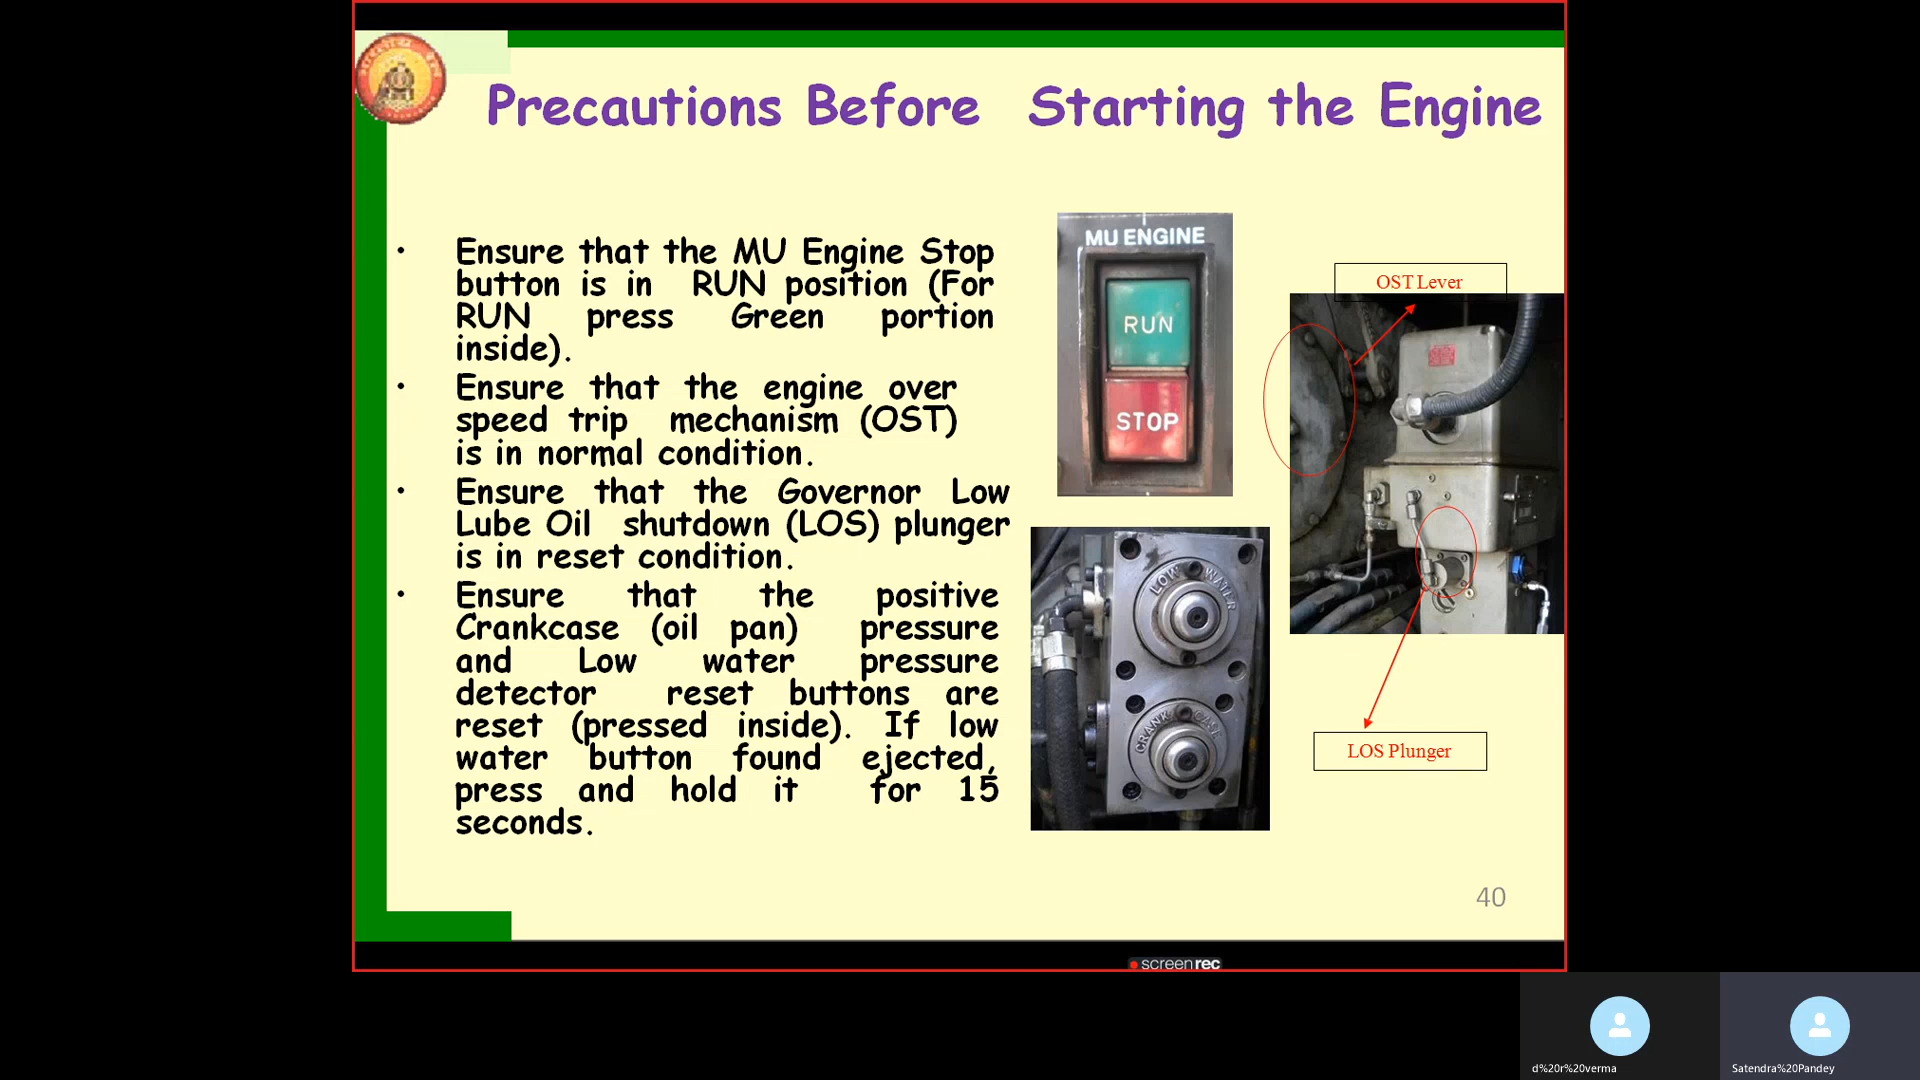 Precautions Before Starting the Engine
• Ensure that the MU Engine Stop
button is in RUN position (For
RUN press Green portion
inside).
• Ensure that the engine over
speed trip mechanism (OST)
is in normal condition.
• Ensure that the Governor Low
Lube Oil shutdown (LOS) plunger
is in reset condition.
• Ensure that the positive
Crankcase (oil pan) pressure
and Low water pressure
detector reset buttons are
reset (pressed inside). If low
water button found ejected,
press and hold it for 15
seconds.
MU ENGINE
RUN
STOP
OST Lever
LOW WATER
CRANK CASE
LOS Plunger
40
screenrec
d%20r%20verma
Satendra%20Pandey